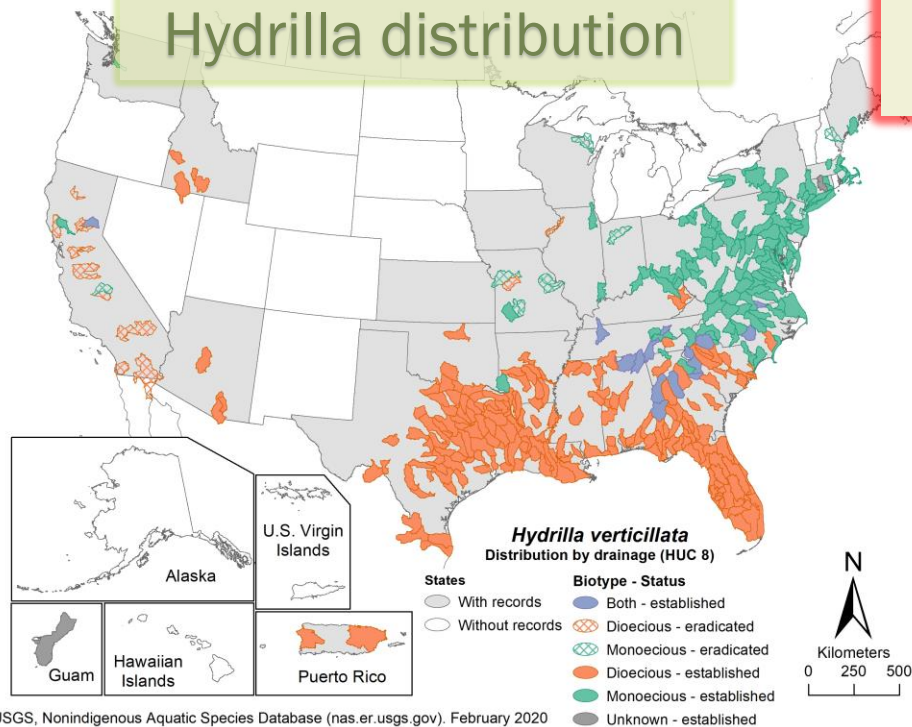 Hydrilla distribution
Alaska
U.S. Virgin
Islands
Guam
Hawaiian
Islands
Puerto Rico
Hydrilla verticillata
Distribution by drainage (HUC 8)
States
With records
Without records
Biotype - Status
Both - established
Dioecious - eradicated
Monoecious - eradicated
Dioecious - established
Monoecious - established
Unknown - established
N
Kilometers
0 250 500
USGS, Nonindigenous Aquatic Species Database (nas.er.usgs.gov). February 2020